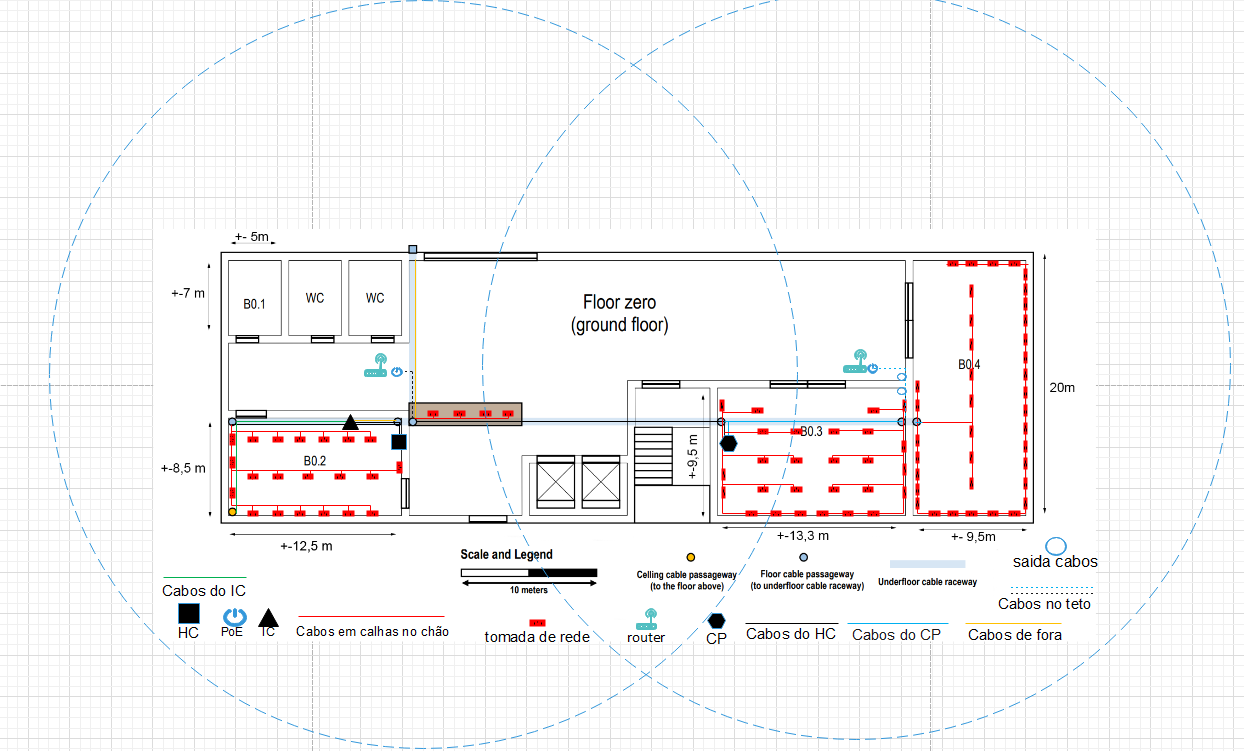 +- 5m
+-7 m
B0.1
WC
WC
Floor zero
(ground floor)
B0.4
20m
B0.3
+-9,5 m
+-8,5 m
B0.2
+-12,5 m
+-13,3 m
+- 9,5m
Scale and Legend
10 meters
Celling cable passageway
(to the floor above)
Floor cable passageway
(to underfloor cable raceway)
Underfloor cable raceway
saida cabos
Cabos no teto
Cabos do IC
HC
PoE
IC
Cabos em calhas no chão
tomada de rede
router
CP
Cabos do HC
Cabos do CP
Cabos de fora